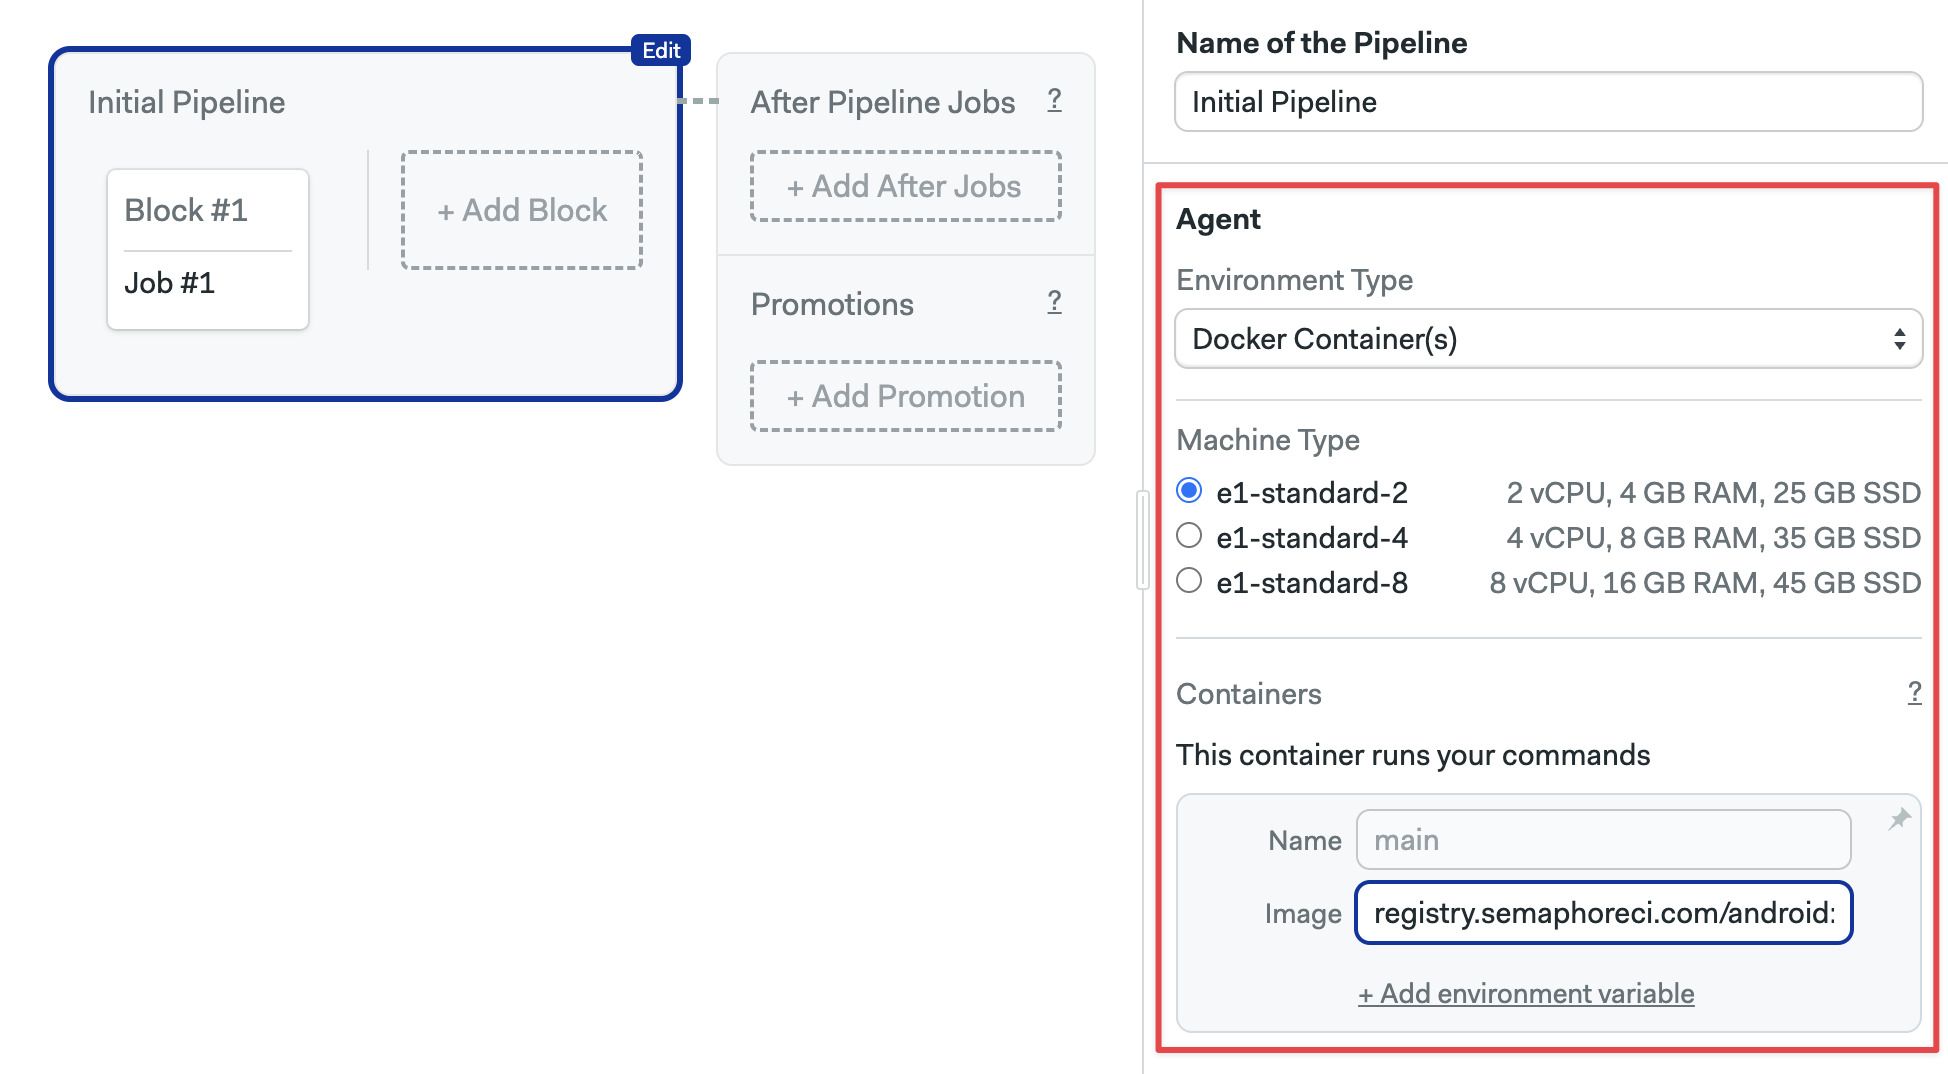 Edit
Initial Pipeline
Block #1
Job #1
+ Add Block
After Pipeline Jobs ?
+ Add After Jobs
Promotions ?
+ Add Promotion
Name of the Pipeline
Initial Pipeline
Agent
Environment Type
Docker Container(s)
Machine Type
e1-standard-2 2 vCPU, 4 GB RAM, 25 GB SSD
e1-standard-4 4 vCPU, 8 GB RAM, 35 GB SSD
e1-standard-8 8 vCPU, 16 GB RAM, 45 GB SSD
Containers ?
This container runs your commands
Name main
Image registry.semaphoreci.com/android:
+ Add environment variable